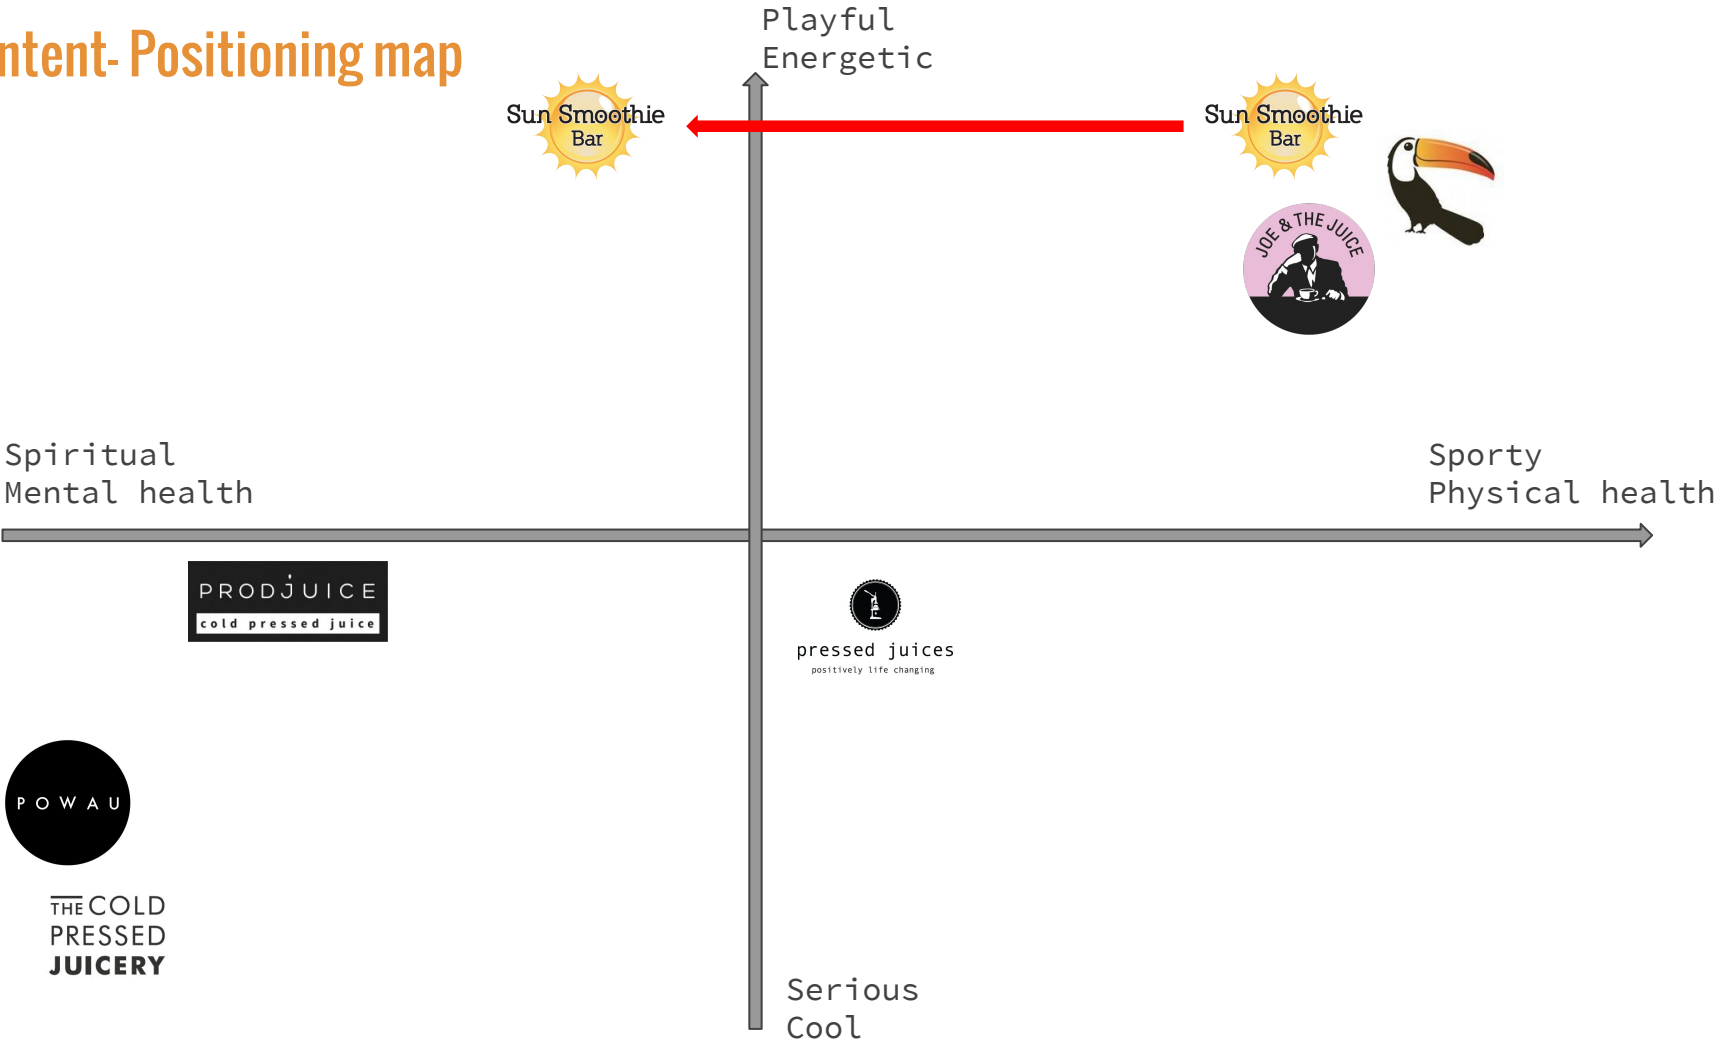 ntent- Positioning map
Playful
Energetic
Sun Smoothie
Bar
Sun Smoothie
Bar
JOE & THE JUICE
Spiritual
Mental health
Sporty
Physical health
PRODJUICE
cold pressed juice
pressed juices
positively life changing
POWAU
THE COLD
PRESSED
JUICERY
Serious
Cool